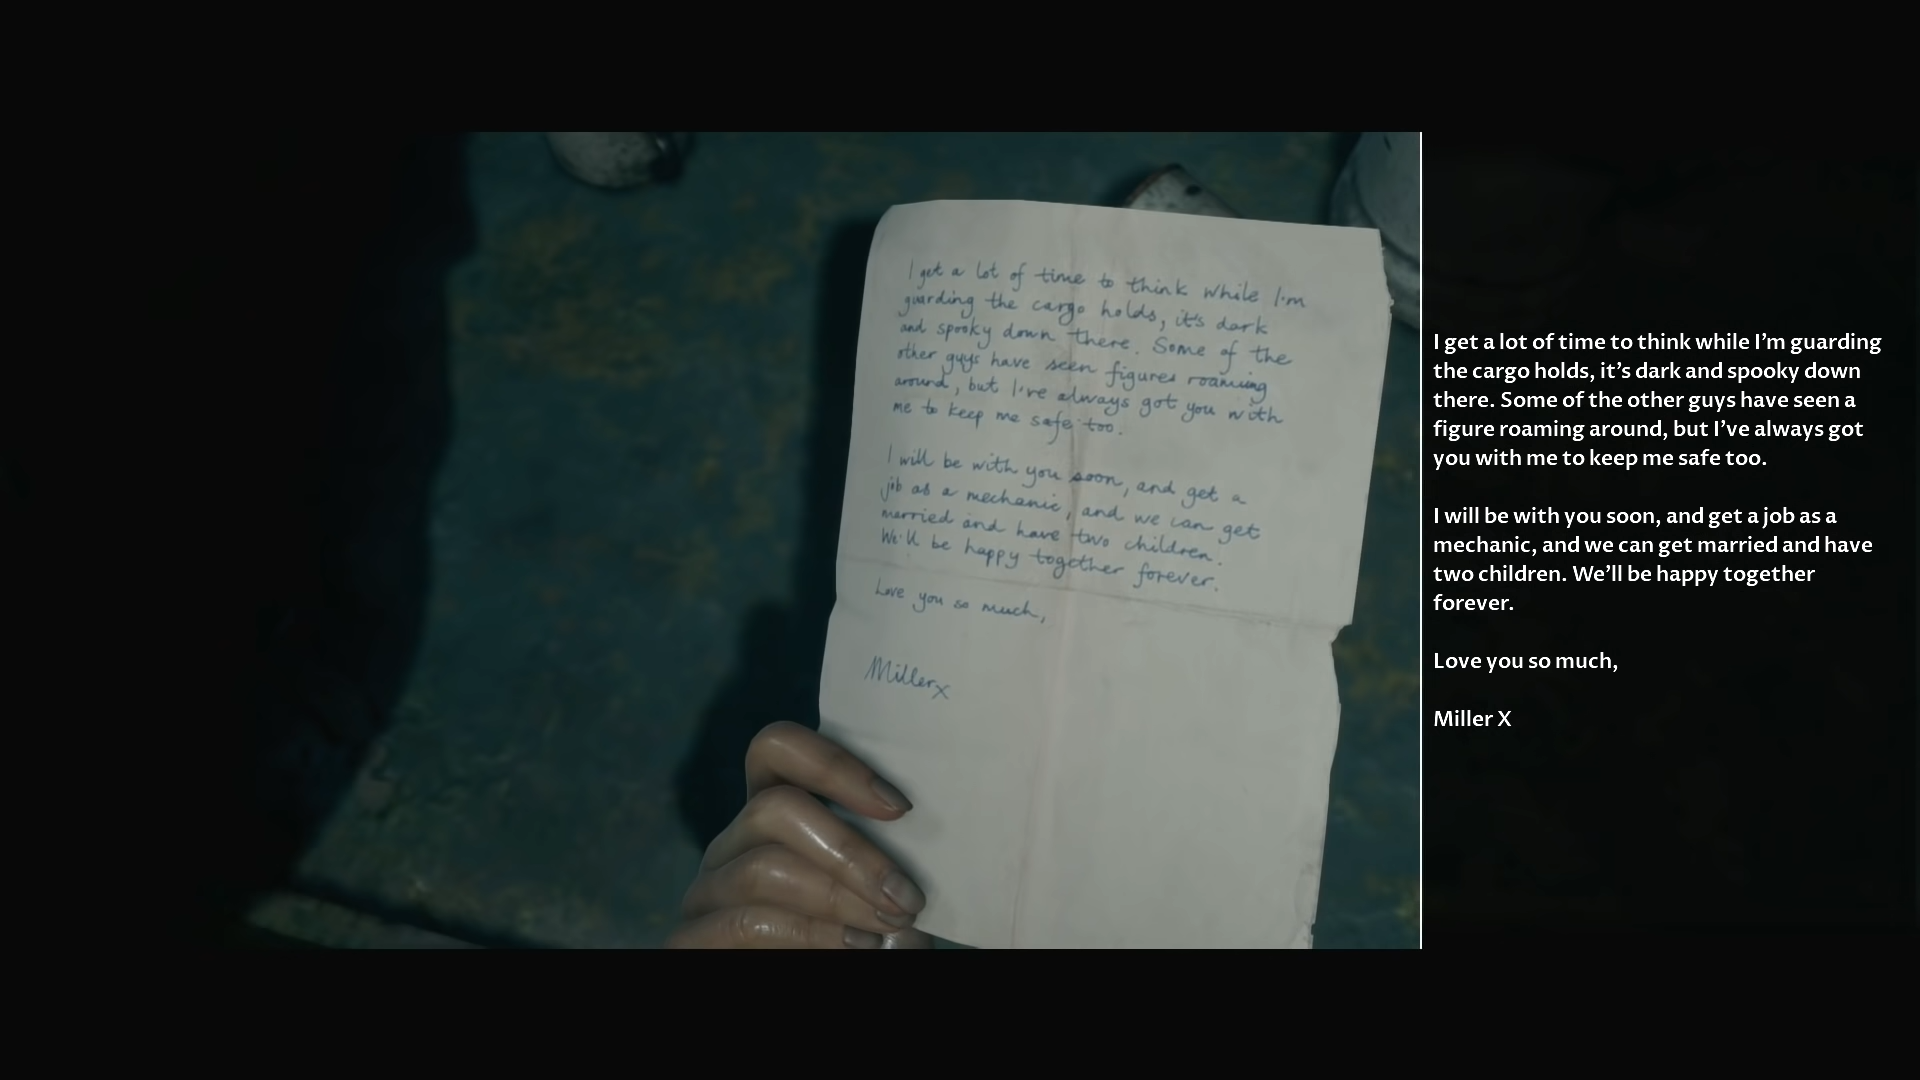 I get a lot of time to think while I'm
guarding the cargo holds, it's dark
and spooky down there. Some of the
other guys have seen figures roaming
around, but I've always got you with
me to keep me safe too.
I will be with you soon, and get a
job as a mechanic, and we can get
married and have two children.
We'll be happy together forever.
Love you so much,
Miller x
I get a lot of time to think while I’m guarding
the cargo holds, it’s dark and spooky down
there. Some of the other guys have seen a
figure roaming around, but I’ve always got
you with me to keep me safe too.
I will be with you soon, and get a job as a
mechanic, and we can get married and have
two children. We’ll be happy together
forever.
Love you so much,
Miller X